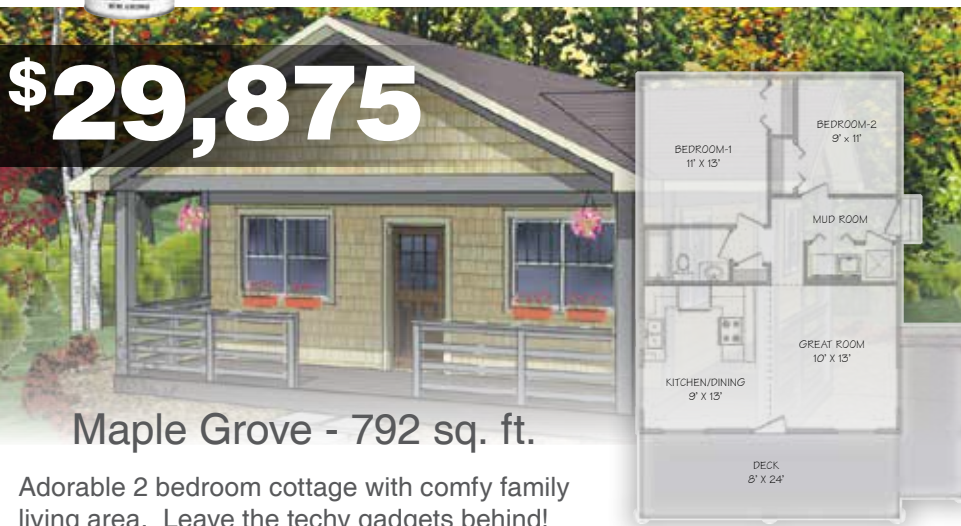 $29,875
BEDROOM-1
11' X 13'
BEDROOM-2
9' x 11'
MUD ROOM
GREAT ROOM
10' X 13'
KITCHEN/DINING
9' X 13'
DECK
8' X 24'
Maple Grove - 792 sq. ft.
Adorable 2 bedroom cottage with comfy family
living area. Leave the techy gadgets behind!